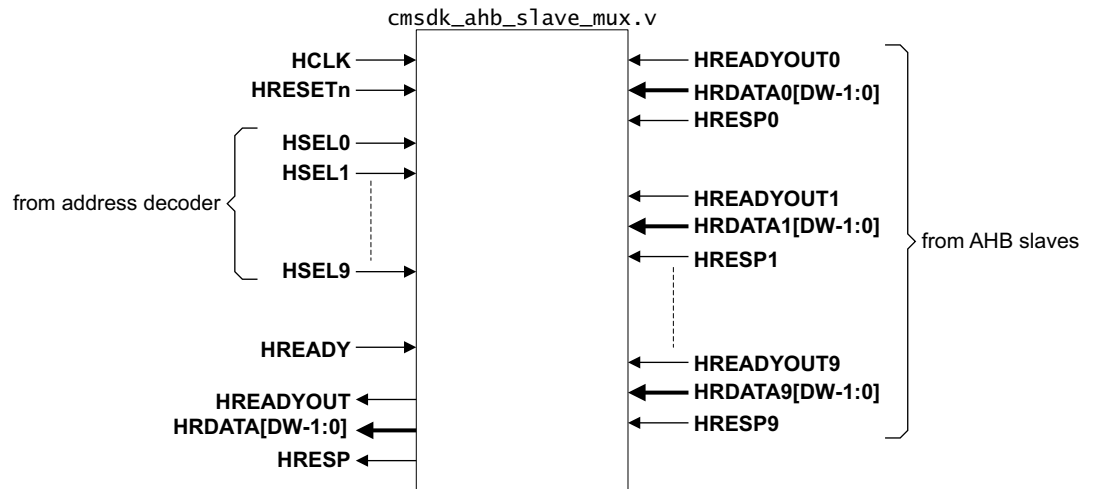 cmsdk_ahb_slave_mux.v
HCLK
HRESETn
HSEL0
HSEL1
from address decoder
HSEL9
HREADY
HREADYOUT
HRDATA[DW-1:0]
HRESP
HREADYOUT0
HRDATA0[DW-1:0]
HRESP0
HREADYOUT1
HRDATA1[DW-1:0]
HRESP1
from AHB slaves
HREADYOUT9
HRDATA9[DW-1:0]
HRESP9